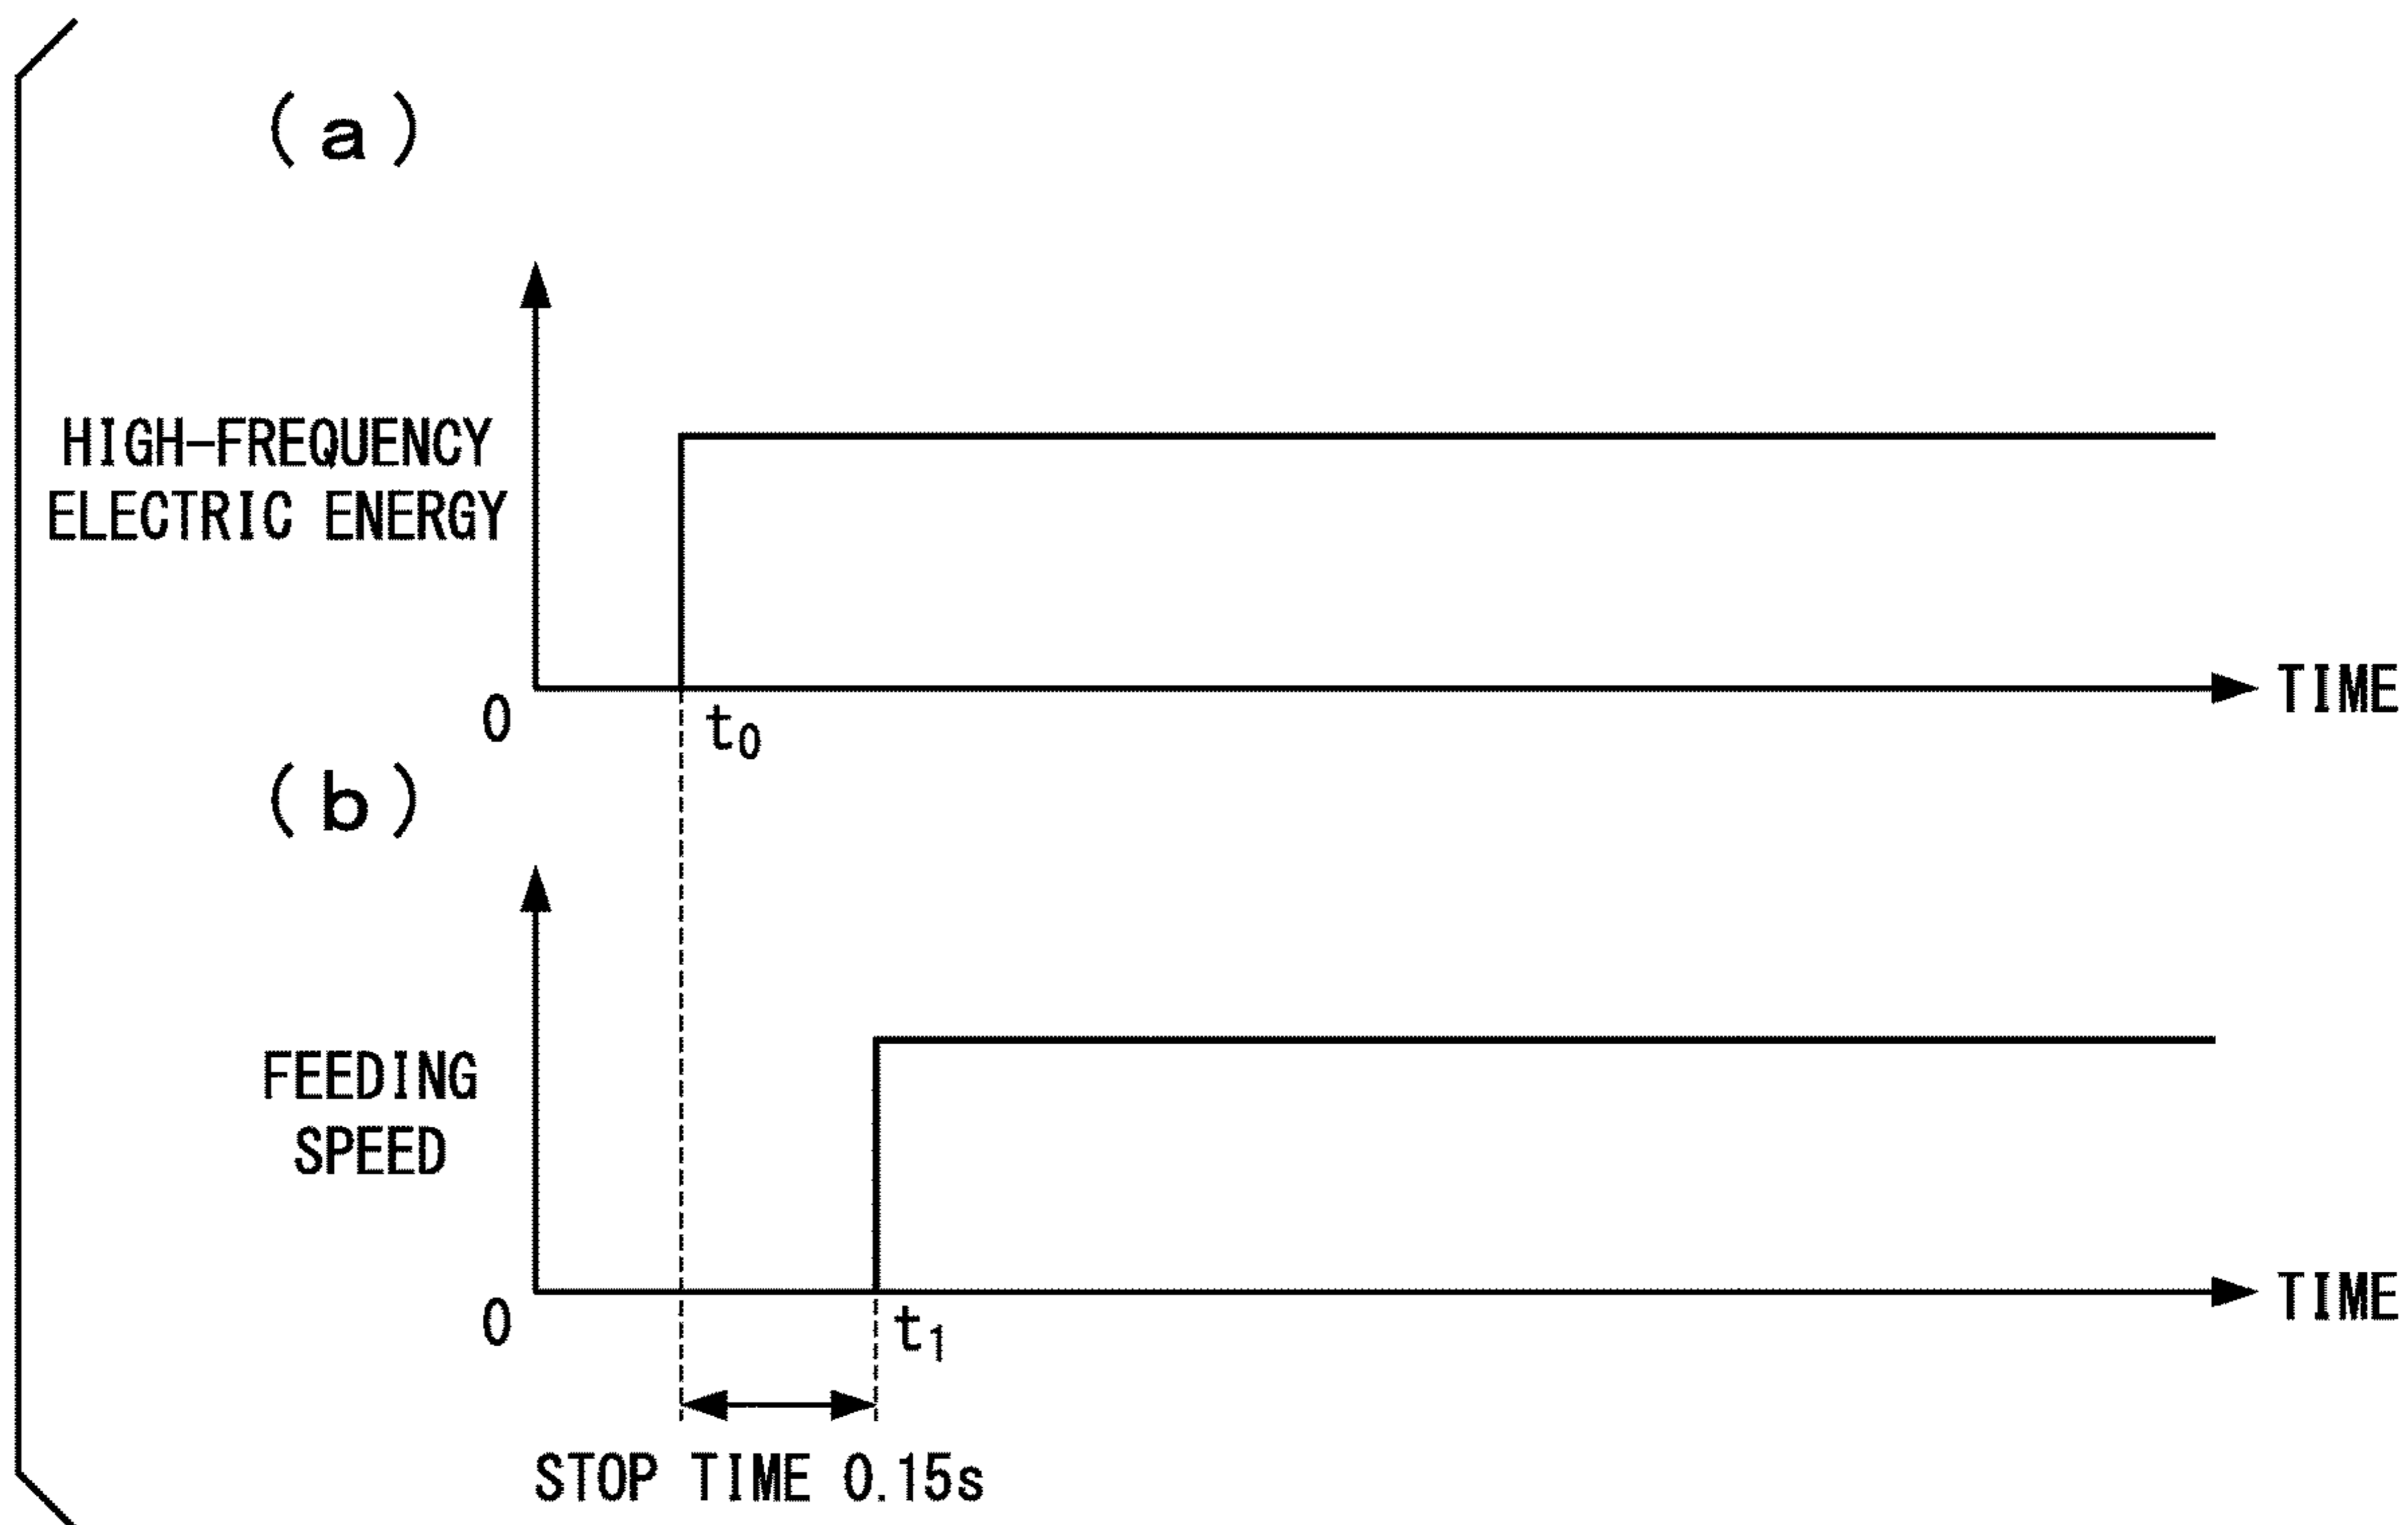 (a)
HIGH-FREQUENCY
ELECTRIC ENERGY
TIME
0
t₀
(b)
FEEDING
SPEED
TIME
0
t₁
STOP TIME 0.15s